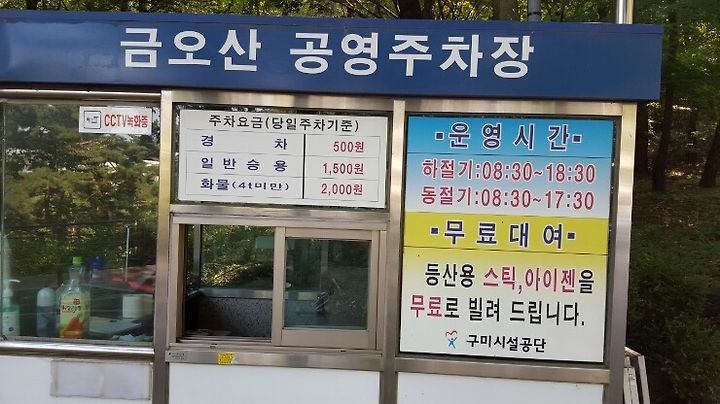 금오산 공영주차장
CCTV녹화중
주차요금(당일주차기준)
경 차 500원
일반승용 1,500원
화물(4t미만) 2,000원
▪운영시간▪
하절기:08:30~18:30
동절기:08:30~17:30
▪무료대여▪
등산용 스틱,아이젠을
무료로 빌려 드립니다.
구미시설공단